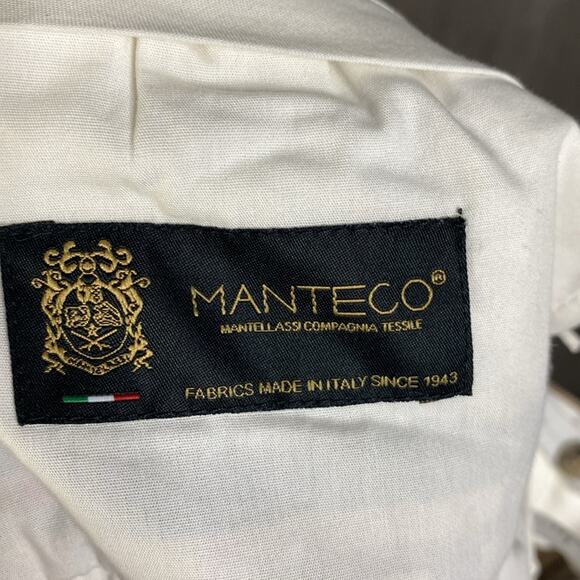 MANTECO®
MANTELLASSI COMPAGNIA TESSILE
FABRICS MADE IN ITALY SINCE 1943